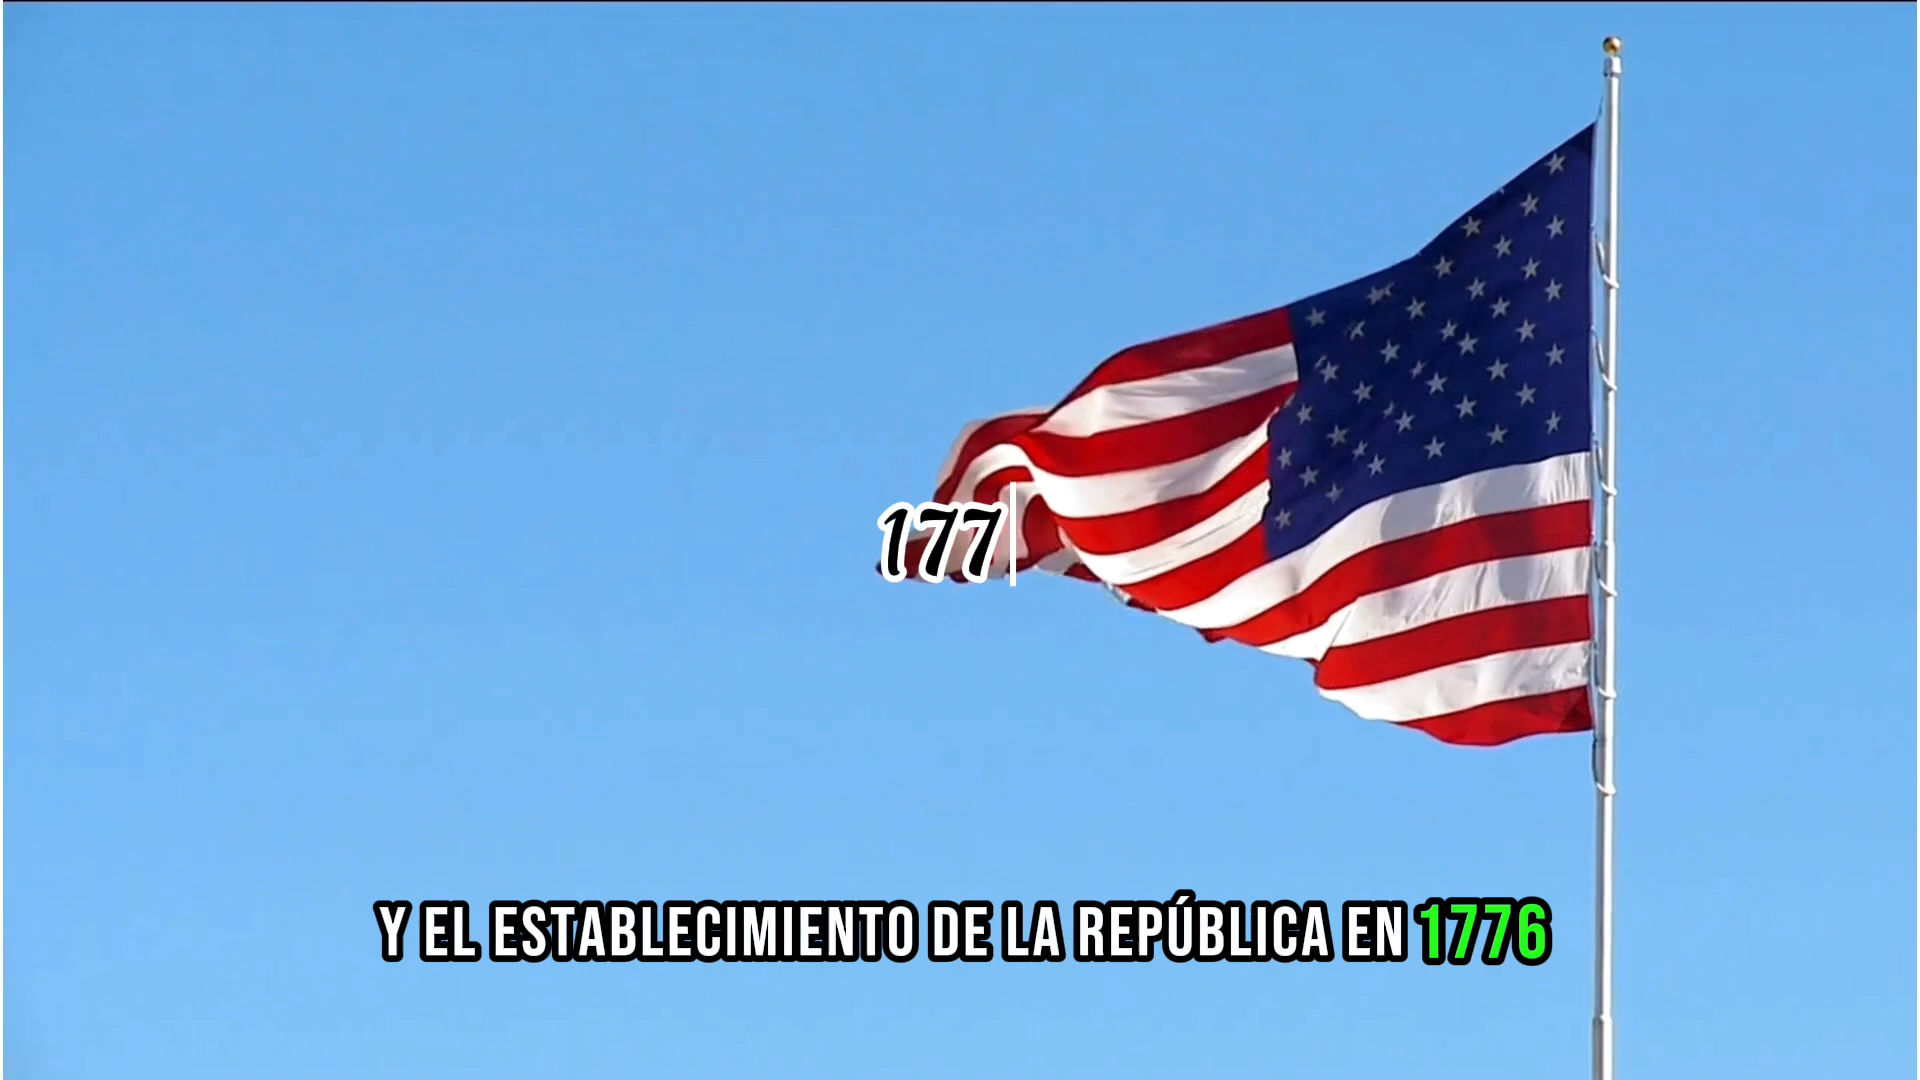 177
Y EL ESTABLECIMIENTO DE LA REPÚBLICA EN 1776